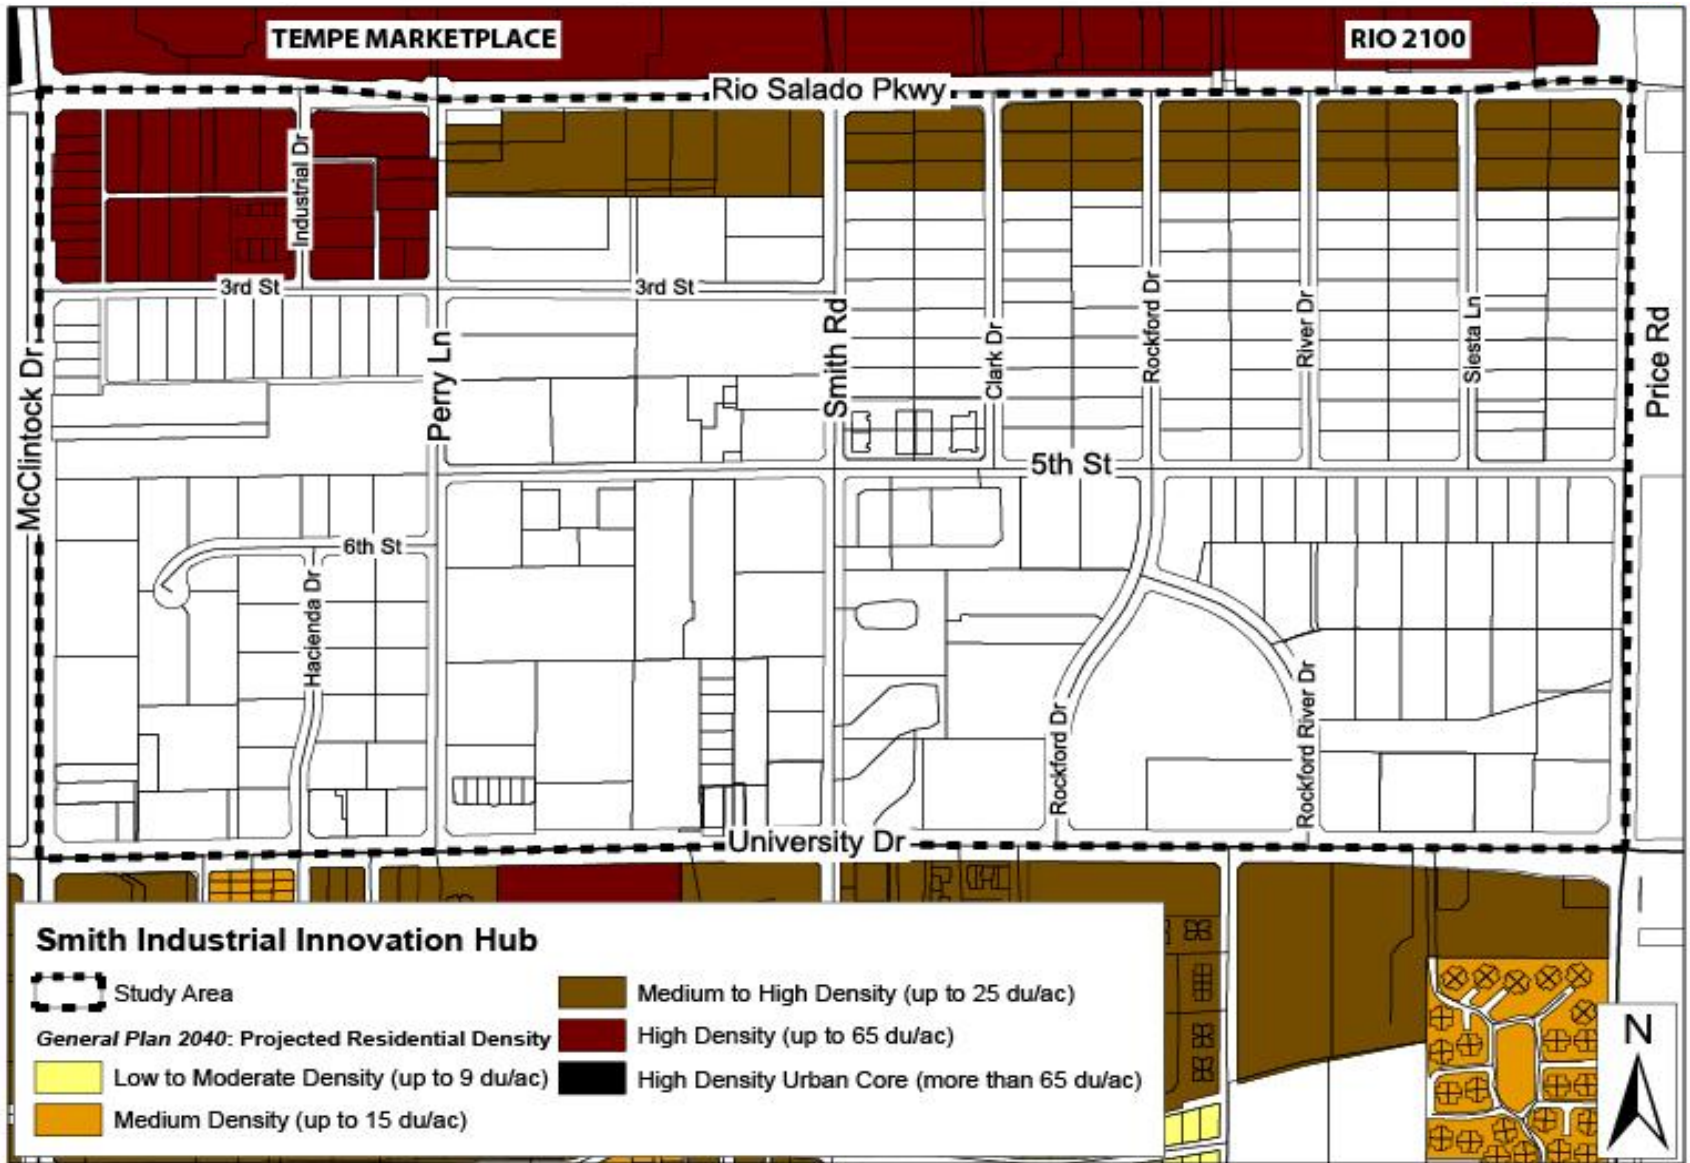 TEMPE MARKETPLACE
RIO 2100
Rio Salado Pkwy
Industrial Dr
3rd St
3rd St
McClintock Dr
Perry Ln
Smith Rd
Clark Dr
Rockford Dr
River Dr
Siesta Ln
Price Rd
5th St
6th St
Hacienda Dr
Rockford Dr
Rockford River Dr
University Dr
Smith Industrial Innovation Hub
Study Area
General Plan 2040: Projected Residential Density
Low to Moderate Density (up to 9 du/ac)
Medium Density (up to 15 du/ac)
Medium to High Density (up to 25 du/ac)
High Density (up to 65 du/ac)
High Density Urban Core (more than 65 du/ac)
N